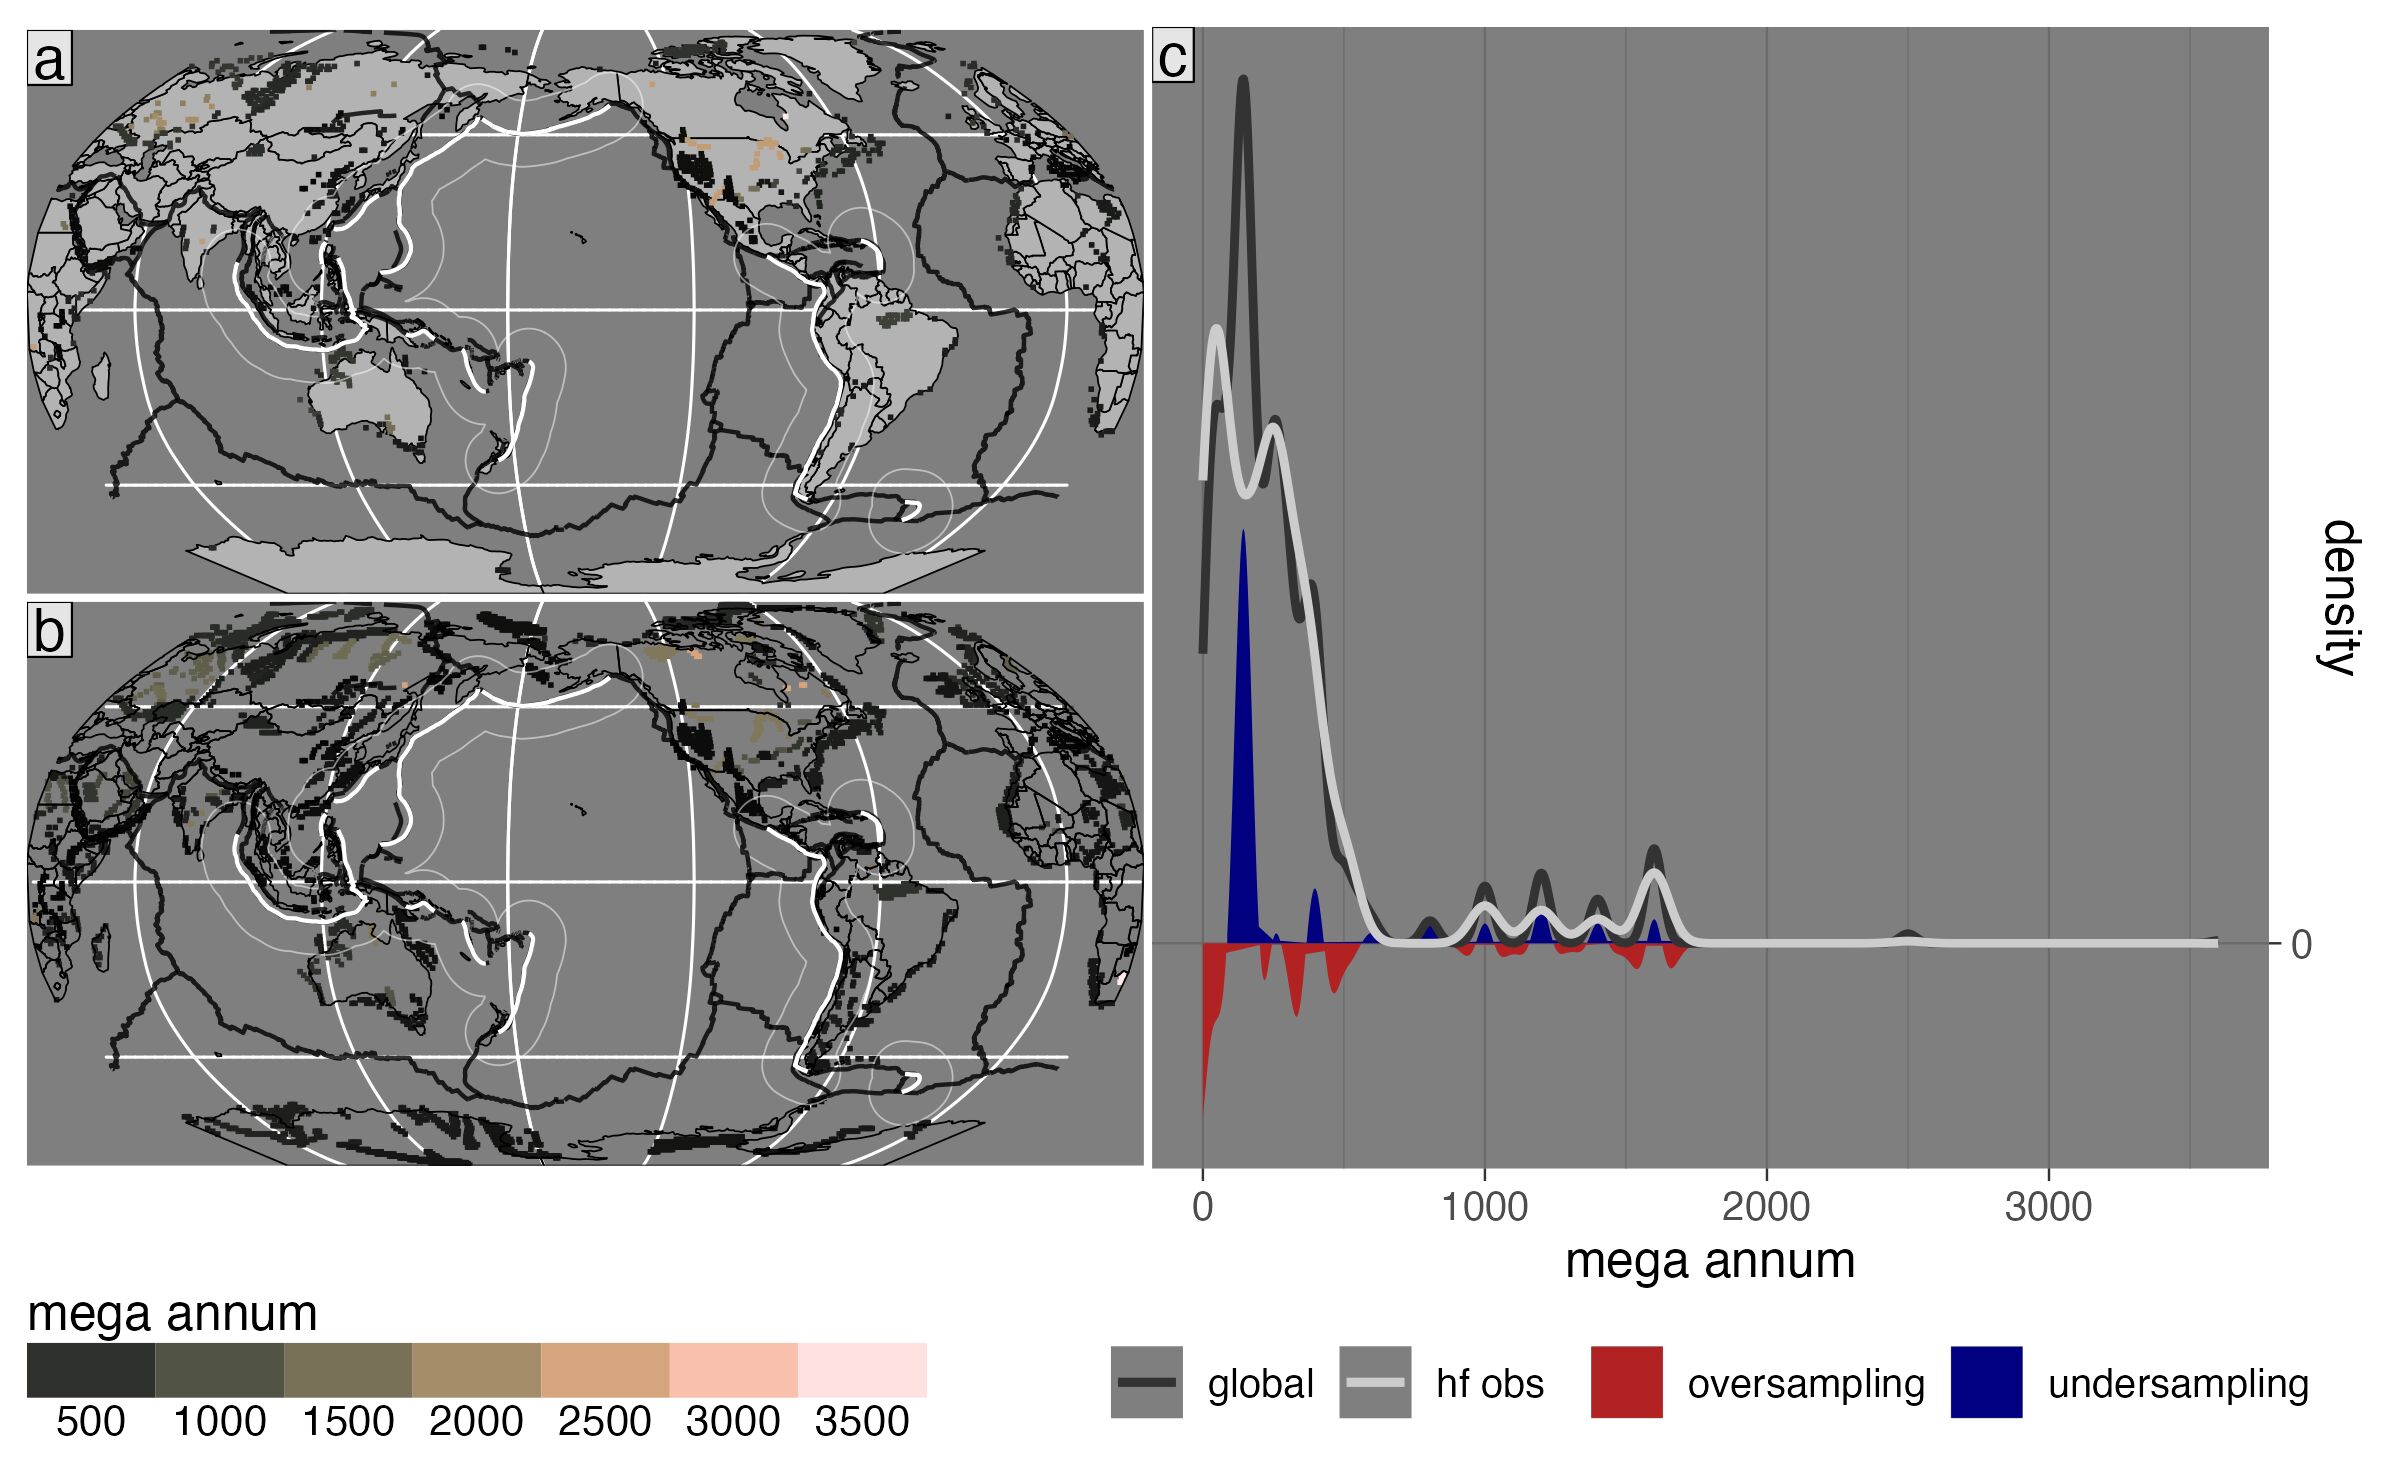 a
b
c
density
0
0 1000 2000 3000
mega annum
mega annum
500 1000 1500 2000 2500 3000 3500
global hf obs oversampling undersampling